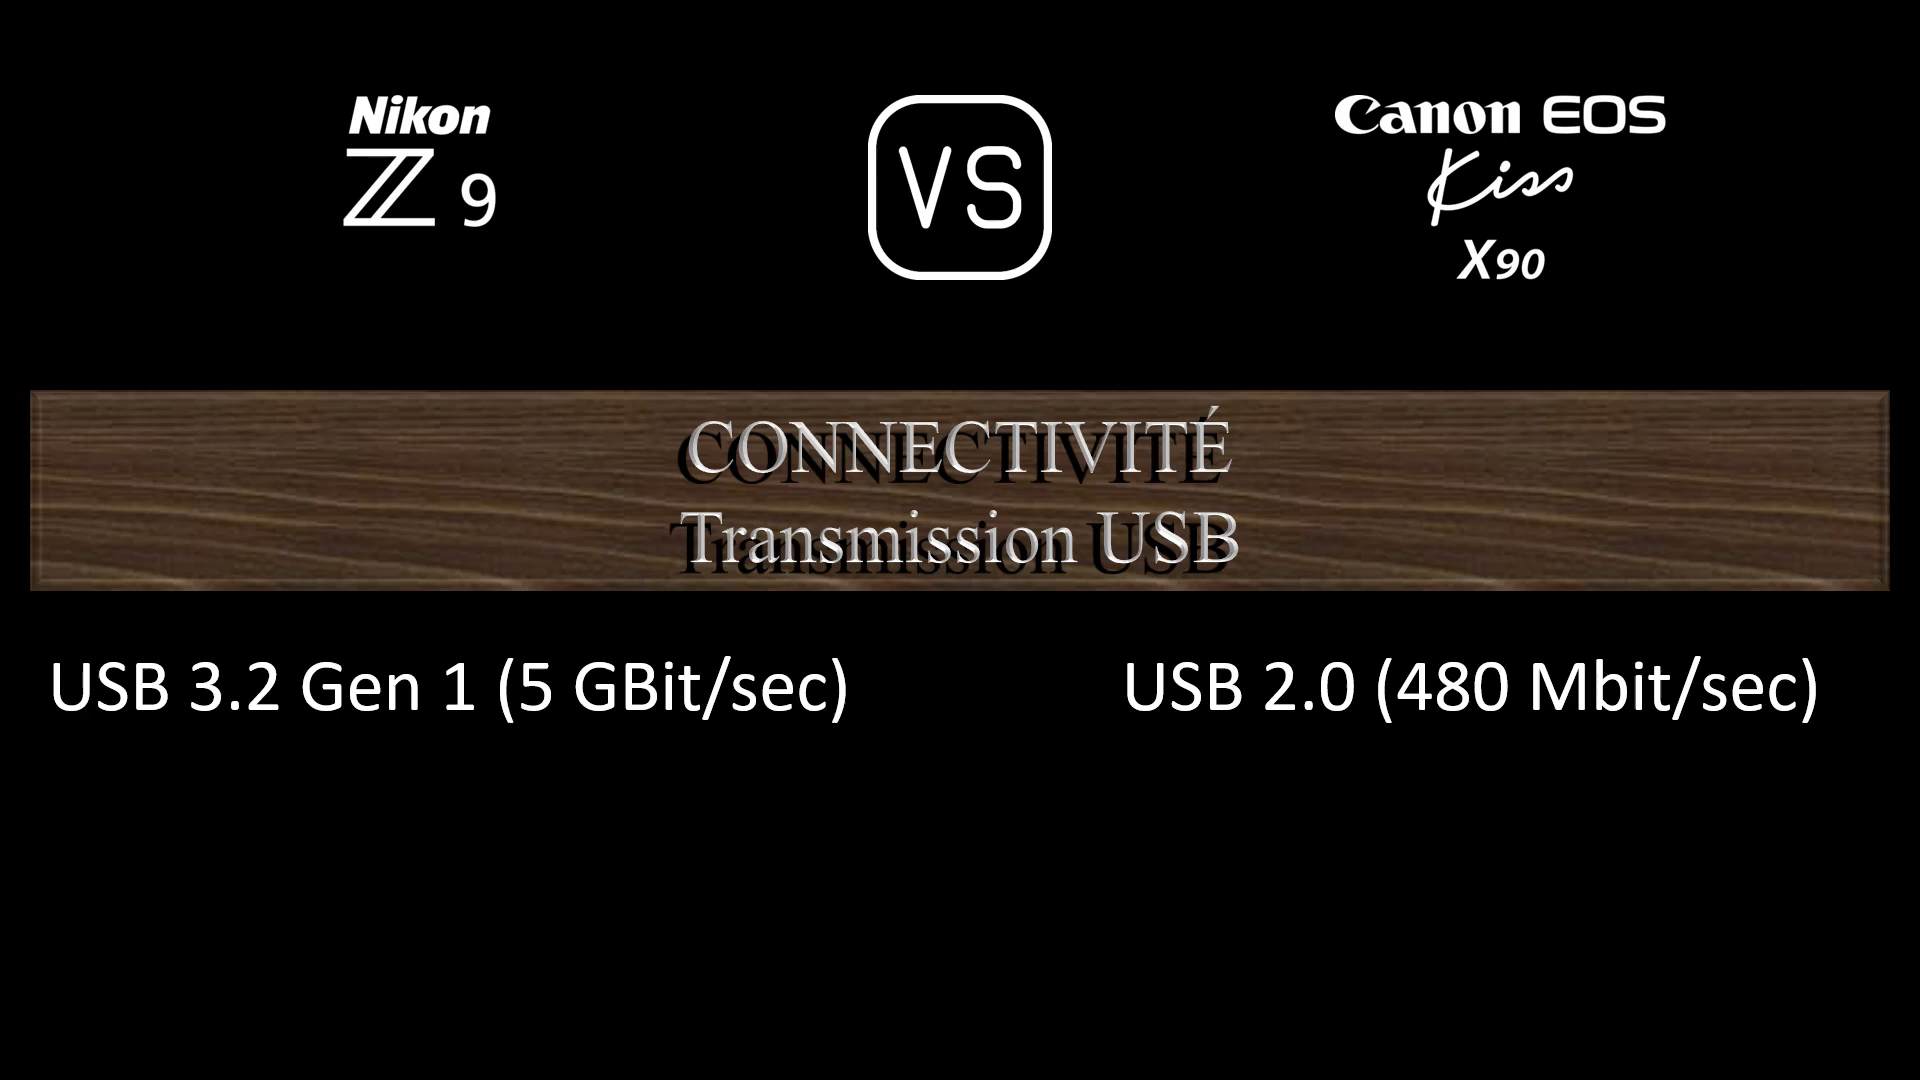 Nikon
Z 9
VS
Canon EOS
Kiss
X90
CONNECTIVITÉ
Transmission USB
USB 3.2 Gen 1 (5 GBit/sec)
USB 2.0 (480 Mbit/sec)